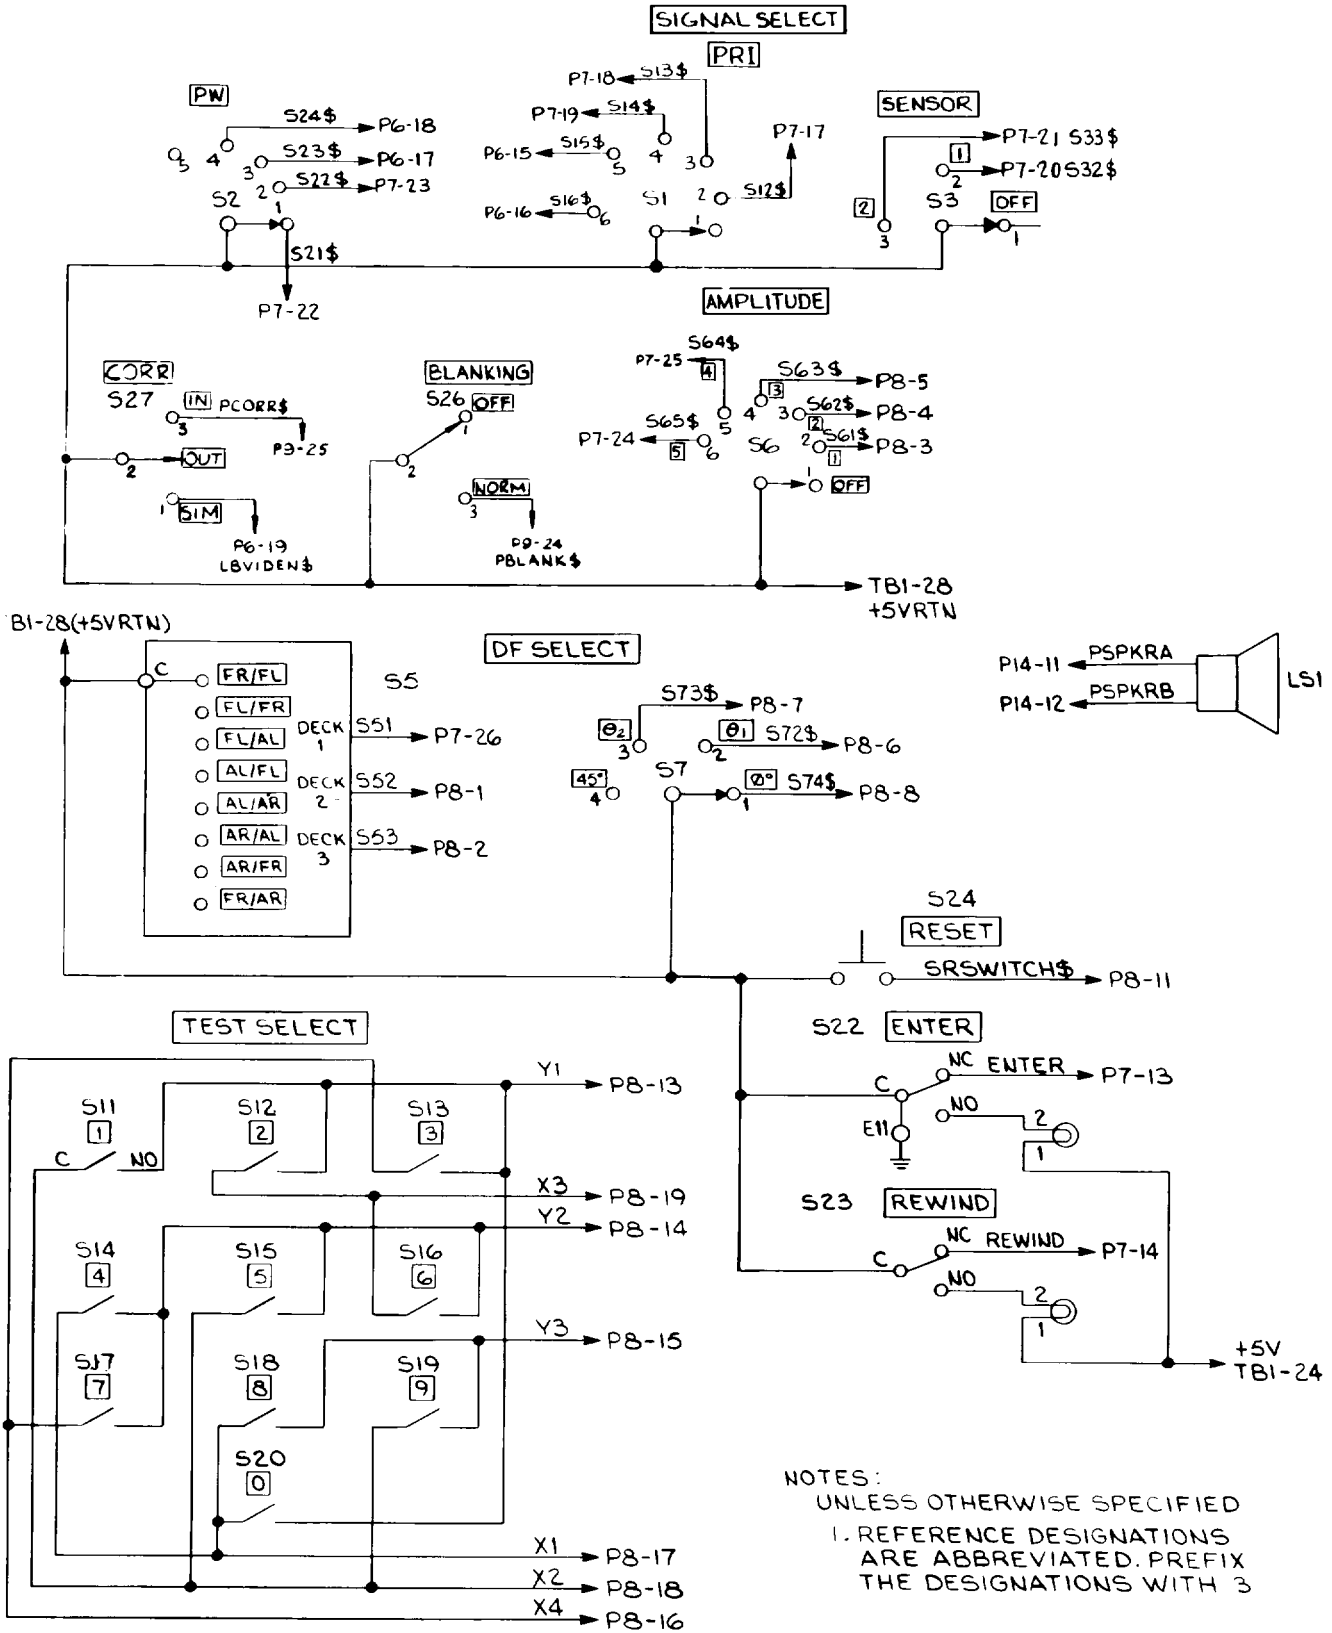 SIGNAL SELECT
PRI
PW
SENSOR
S24$ P6-18
S23$ P6-17
S22$ P7-23
5
4
3
2
1
S2
S21$
P7-22
P7-18 S13$
P7-19 S14$
P6-15 S15$
P6-16 S16$
P7-17
S12$
5
4
3
2
1
6
S1
P7-21 S33$
1
P7-20 S32$
2
S3
OFF
1
2
3
AMPLITUDE
CORR
S27
IN PCORR$
3
P9-25
2
OUT
1
SIM
P6-19
LBVIDEN$
BLANKING
S26 OFF
1
2
NORM
3
P9-24
PBLANK$
S64$
P7-25
4
S63$ P8-5
3
S62$ P8-4
2
S61$ P8-3
1
S65$
P7-24
5
5
4
3
2
6
S6
1
OFF
TB1-28
+5VRTN
B1-28(+5VRTN)
DF SELECT
C
FR/FL
FL/FR
FL/AL
AL/FL
AL/AR
AR/AL
AR/FR
FR/AR
S5
DECK
1
S51 P7-26
DECK
2
S52 P8-1
DECK
3
S53 P8-2
S73$ P8-7
θ2
3
θ1
2
S72$ P8-6
S7
45°
4
0°
1
S74$ P8-8
P14-11 PSPKRA
P14-12 PSPKRB
LS1
S24
RESET
SRSWITCH$ P8-11
S22 ENTER
NC ENTER P7-13
C
NO
E11
2
1
S23 REWIND
NC REWIND P7-14
C
NO
2
1
+5V
TB1-24
TEST SELECT
Y1 P8-13
S11
1
C NO
S12
2
S13
3
X3 P8-19
Y2 P8-14
S14
4
S15
5
S16
6
Y3 P8-15
S17
7
S18
8
S19
9
S20
0
X1 P8-17
X2 P8-18
X4 P8-16
NOTES:
UNLESS OTHERWISE SPECIFIED
1. REFERENCE DESIGNATIONS
ARE ABBREVIATED. PREFIX
THE DESIGNATIONS WITH 3